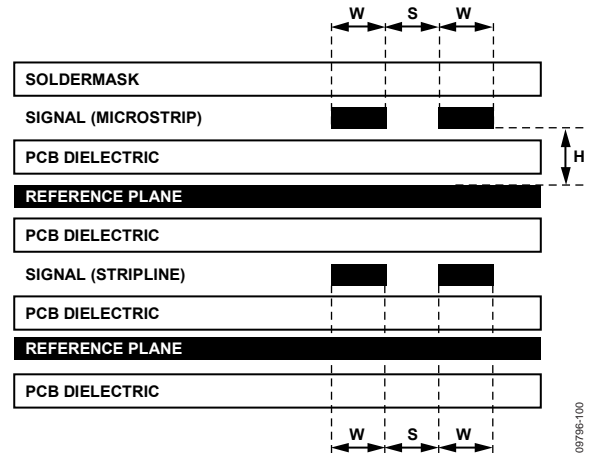 W S W
SOLDERMASK
SIGNAL (MICROSTRIP)
H
PCB DIELECTRIC
REFERENCE PLANE
PCB DIELECTRIC
SIGNAL (STRIPLINE)
PCB DIELECTRIC
REFERENCE PLANE
PCB DIELECTRIC
W S W
09796-100